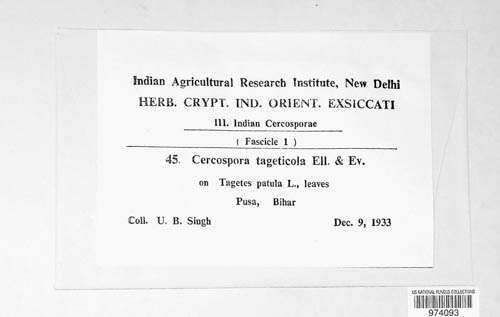 Indian Agricultural Research Institute, New Delhi
HERB. CRYPT. IND. ORIENT. EXSICCATI
III. Indian Cercosporae
( Fascicle 1 )
45. Cercospora tageticola Ell. & Ev.
on Tagetes patula L., leaves
Pusa, Bihar
Coll. U. B. Singh Dec. 9, 1933
US NATIONAL FUNGUS COLLECTIONS
974093